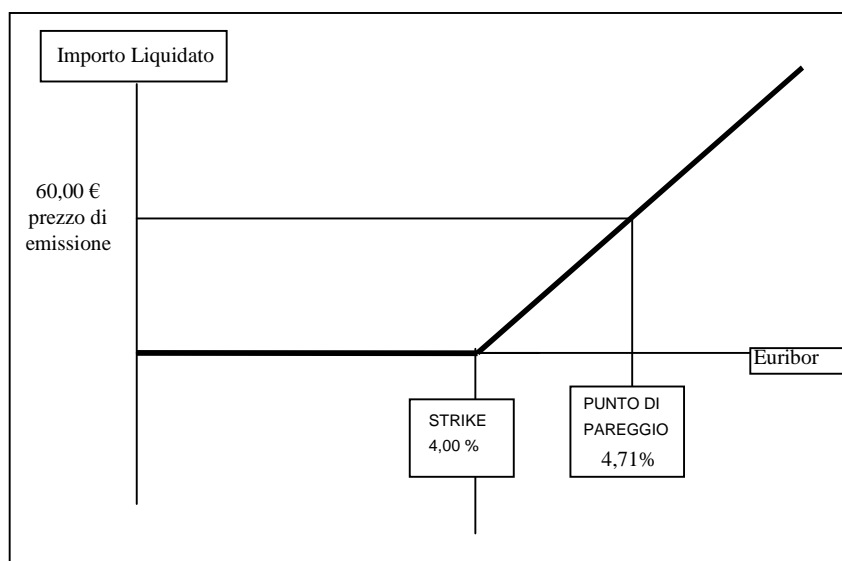 Importo Liquidato
60,00 €
prezzo di
emissione
Euribor
STRIKE
4,00 %
PUNTO DI
PAREGGIO
4,71%